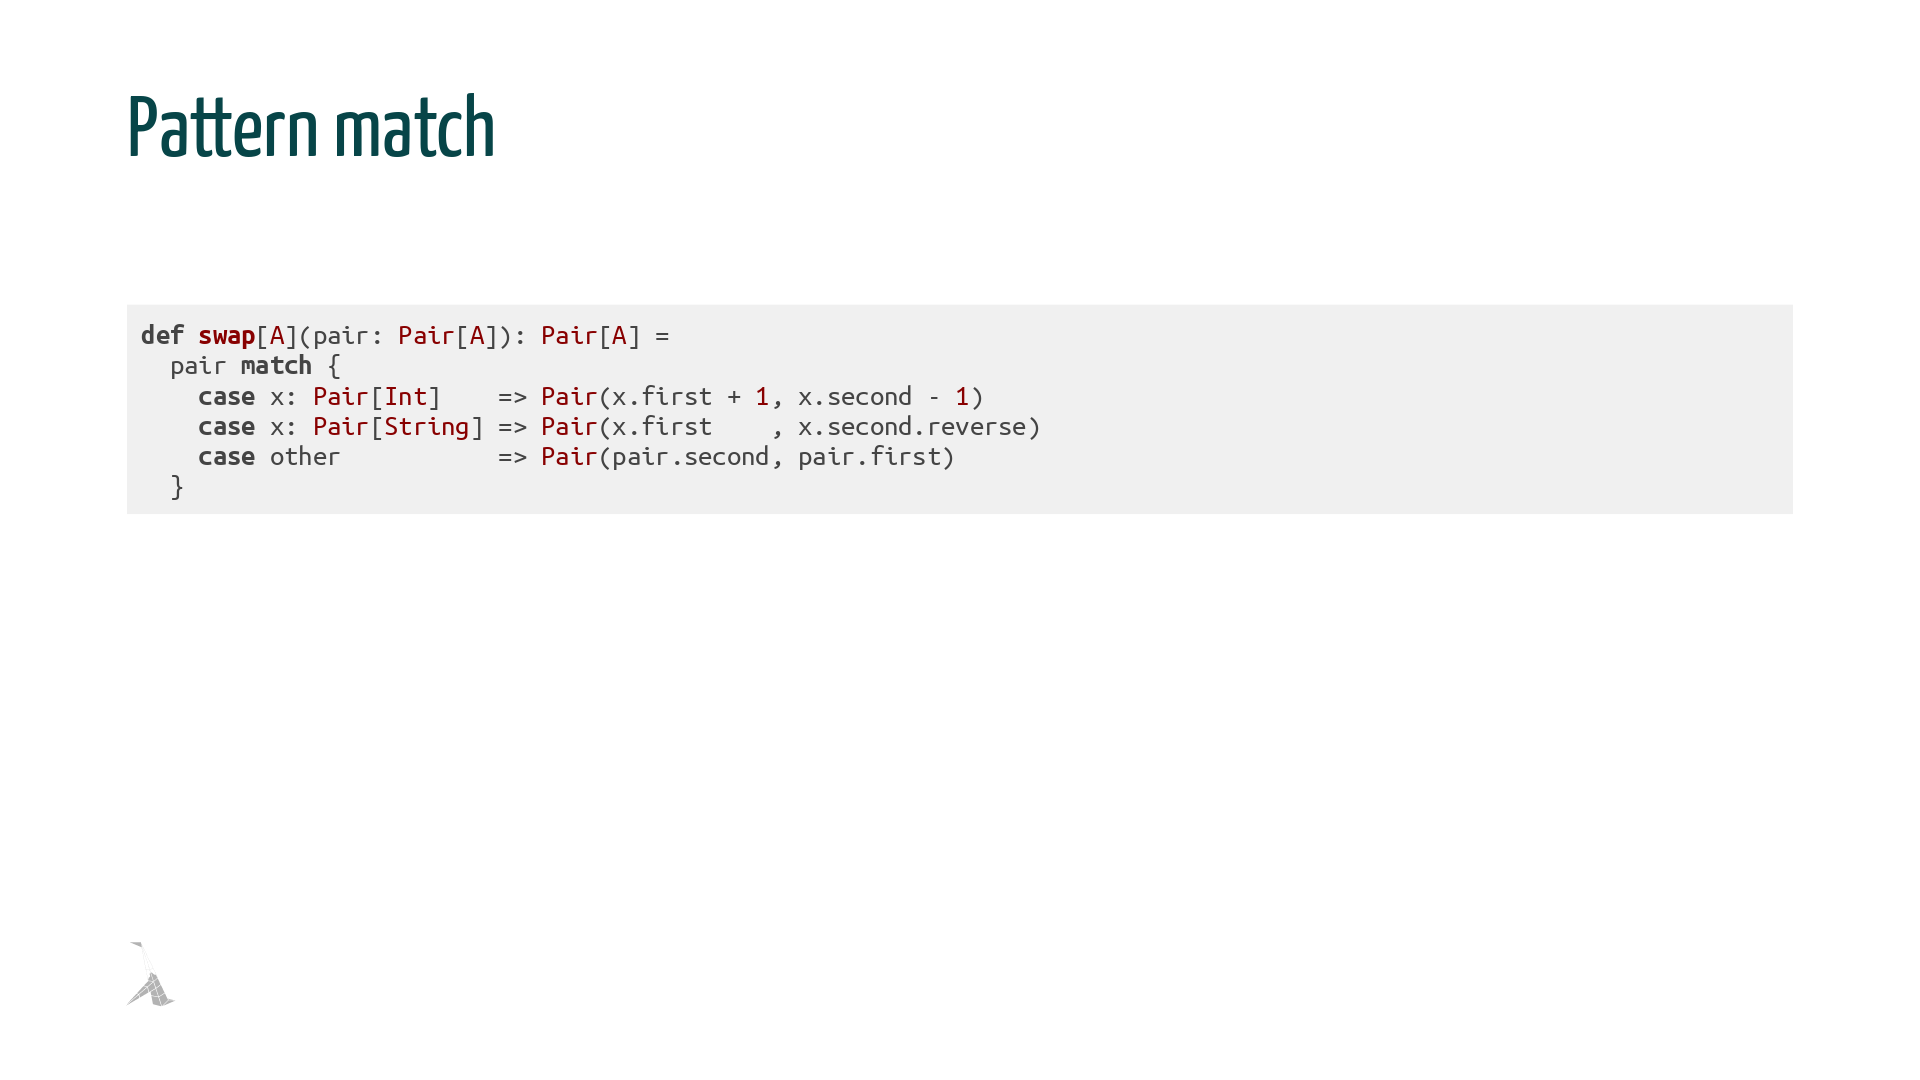 Pattern match
def swap[A](pair: Pair[A]): Pair[A] =
  pair match {
    case x: Pair[Int]    => Pair(x.first + 1, x.second - 1)
    case x: Pair[String] => Pair(x.first    , x.second.reverse)
    case other           => Pair(pair.second, pair.first)
  }